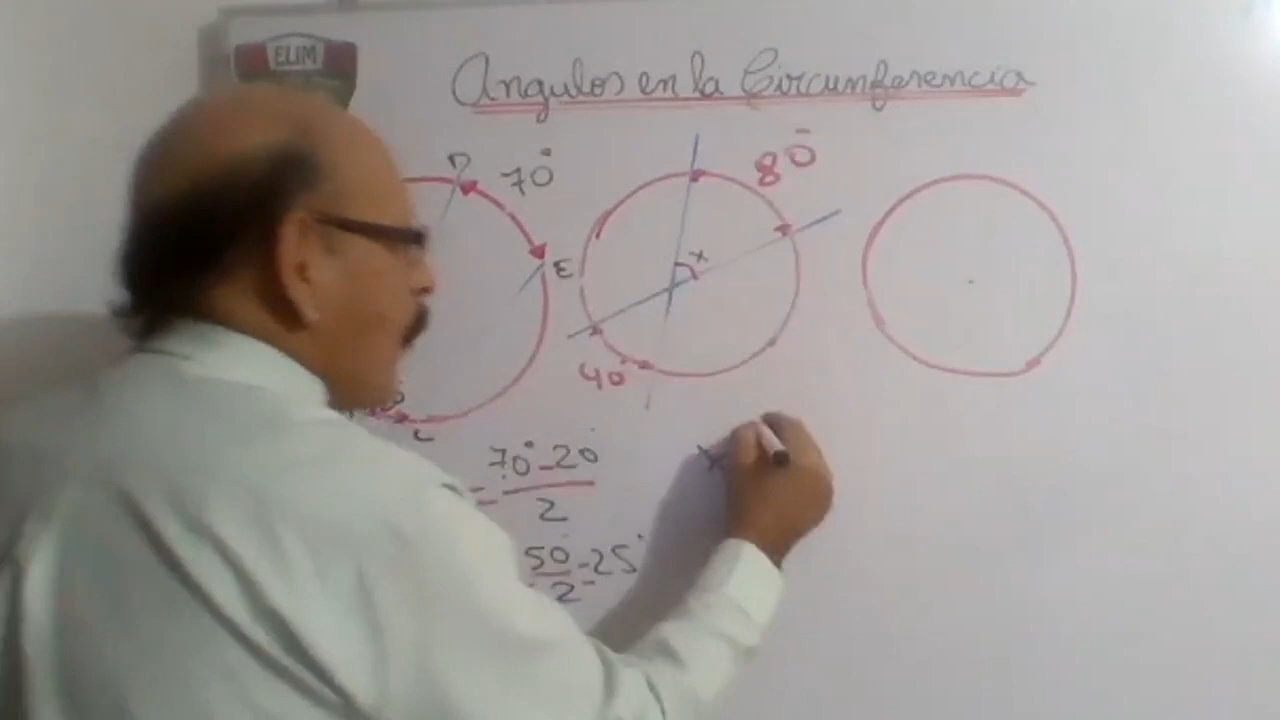 ELIM
Angulos en la Circunferencia
D 70°
E
C
80°
x
40°
= 70° - 20°
2
50 = 25°
2
x